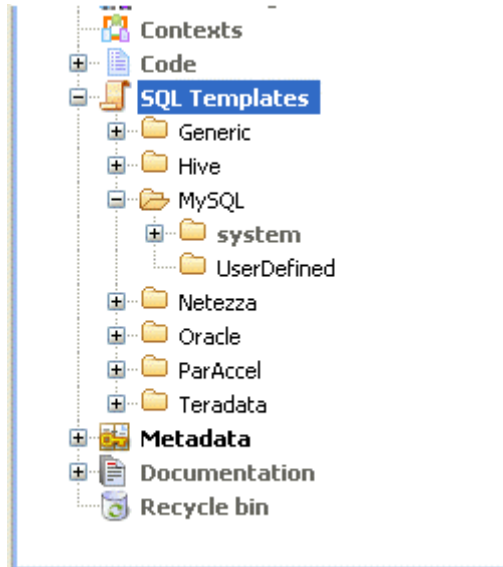 Contexts
Code
SQL Templates
Generic
Hive
MySQL
system
UserDefined
Netezza
Oracle
ParAccel
Teradata
Metadata
Documentation
Recycle bin